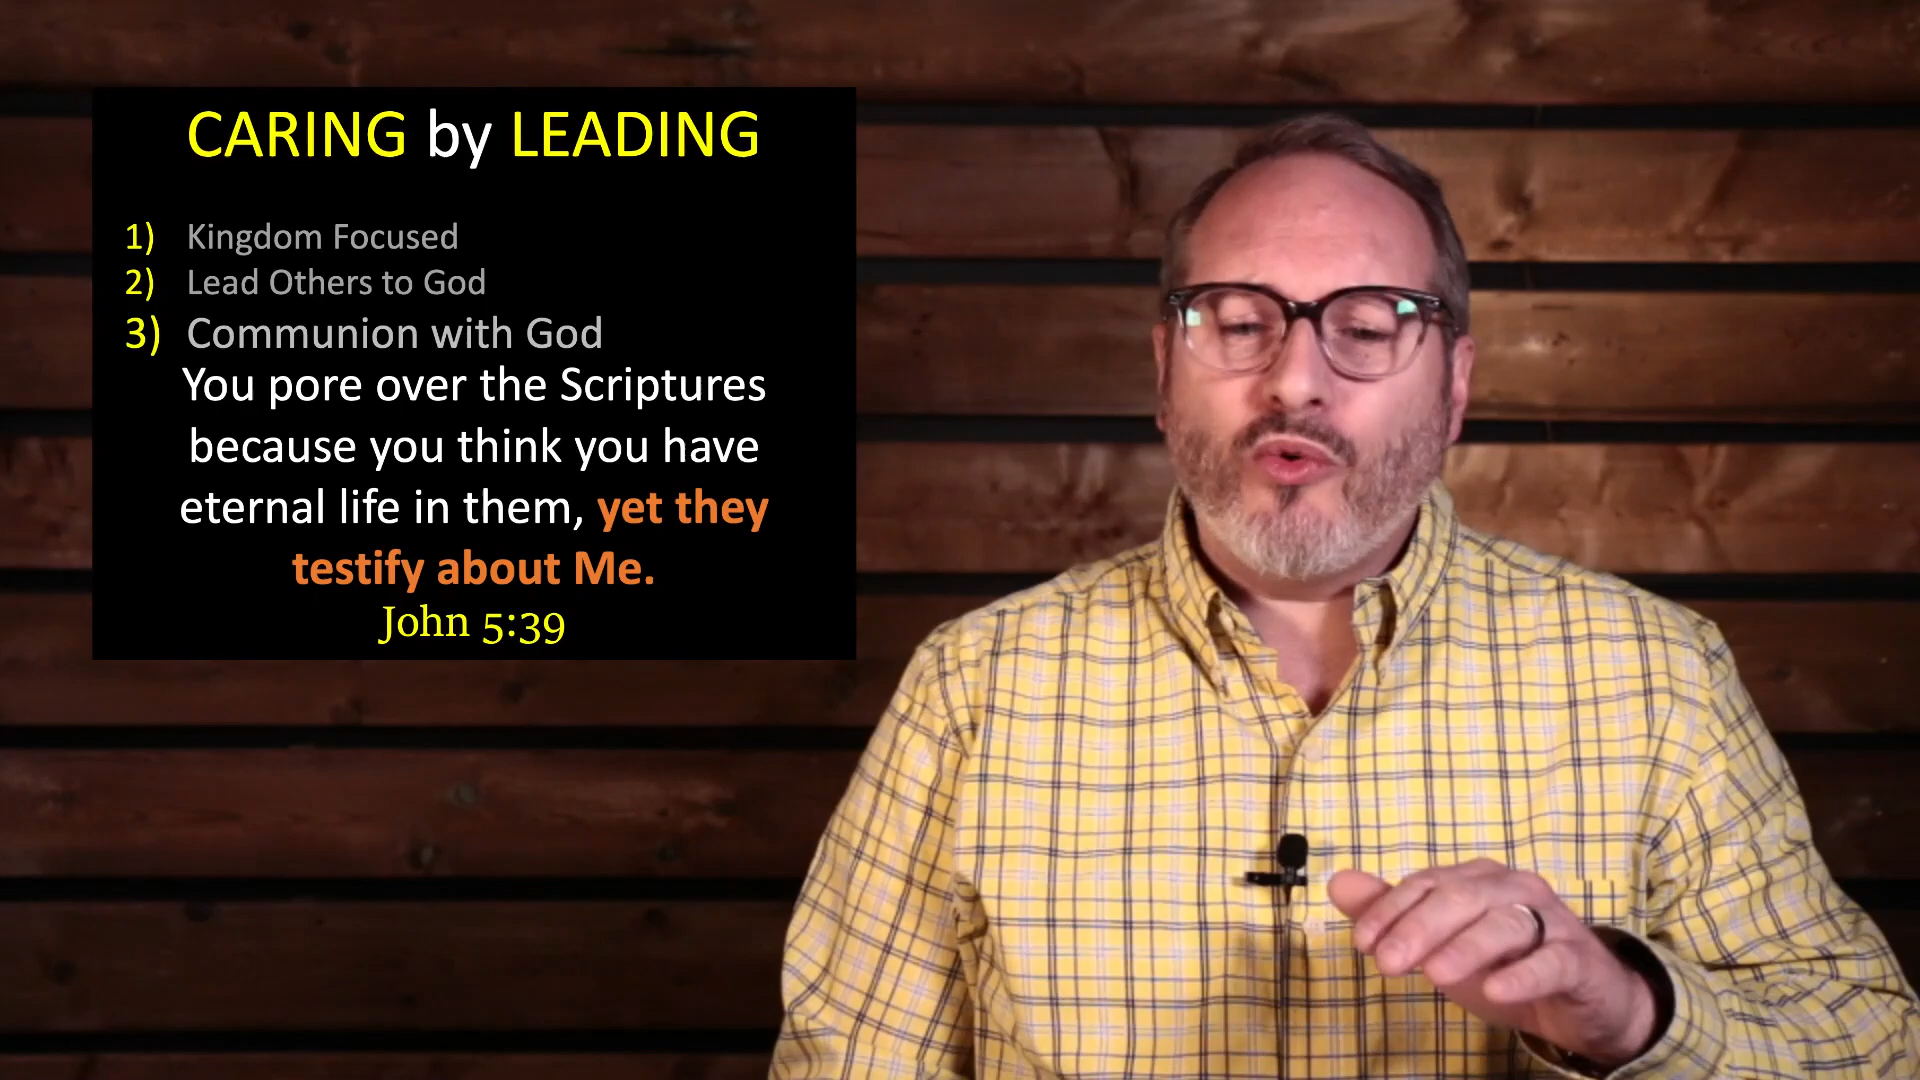 CARING by LEADING
1) Kingdom Focused
2) Lead Others to God
3) Communion with God
You pore over the Scriptures
because you think you have
eternal life in them, yet they
testify about Me.
John 5:39